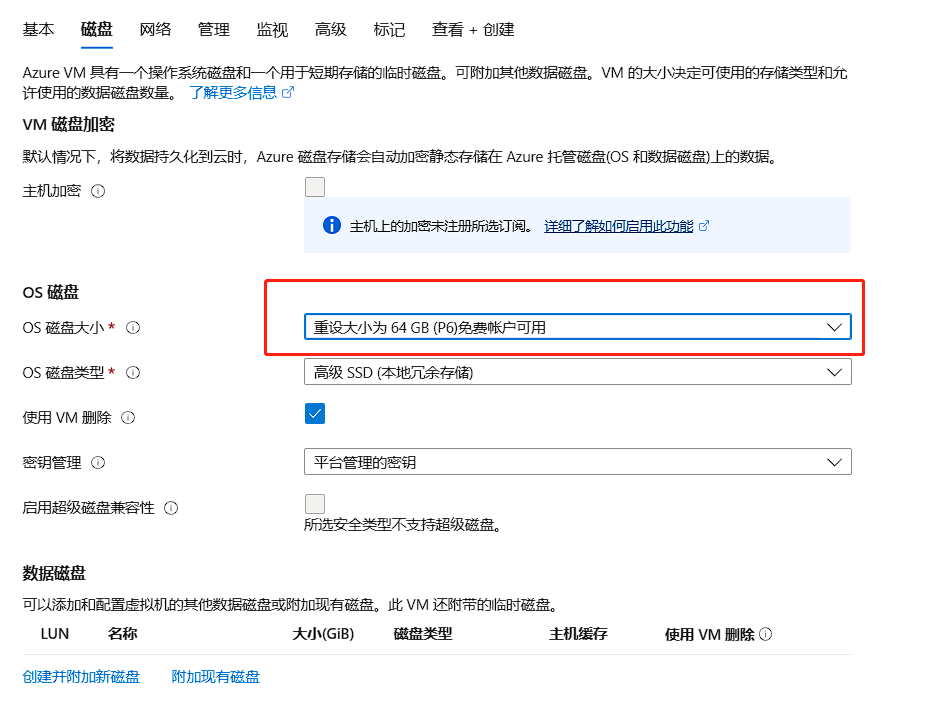 基本 磁盘 网络 管理 监视 高级 标记 查看 + 创建
Azure VM 具有一个操作系统磁盘和一个用于短期存储的临时磁盘。可附加其他数据磁盘。VM 的大小决定可使用的存储类型和允
许使用的数据磁盘数量。 了解更多信息
VM 磁盘加密
默认情况下，将数据持久化到云时，Azure 磁盘存储会自动加密静态存储在 Azure 托管磁盘(OS 和数据磁盘)上的数据。
主机加密
主机上的加密未注册所选订阅。 详细了解如何启用此功能
OS 磁盘
OS 磁盘大小 * 重设大小为 64 GB (P6)免费帐户可用
OS 磁盘类型 * 高级 SSD (本地冗余存储)
使用 VM 删除
密钥管理 平台管理的密钥
启用超级磁盘兼容性
所选安全类型不支持超级磁盘。
数据磁盘
可以添加和配置虚拟机的其他数据磁盘或附加现有磁盘。此 VM 还附带的临时磁盘。
LUN 名称 大小(GiB) 磁盘类型 主机缓存 使用 VM 删除
创建并附加新磁盘 附加现有磁盘